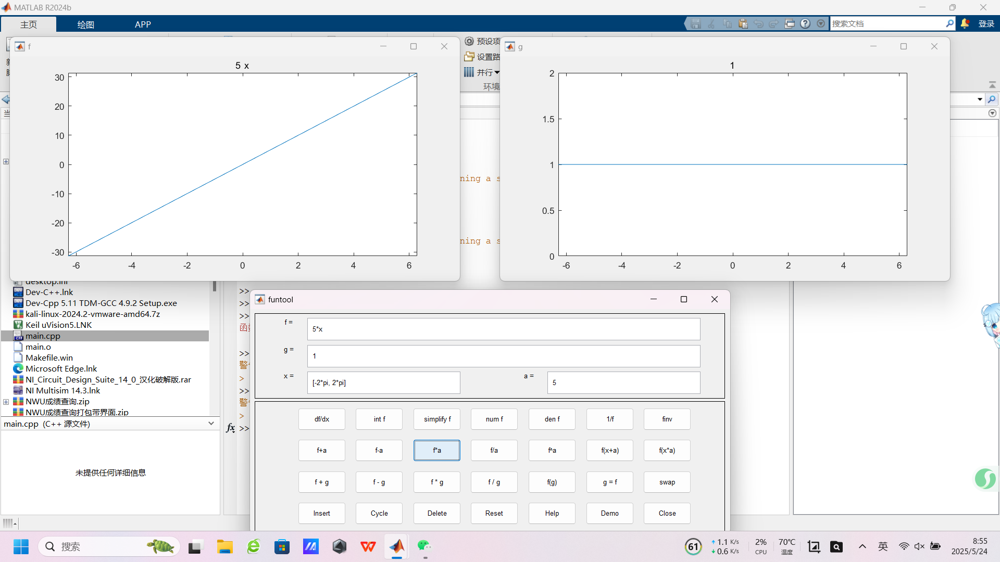 MATLAB R2024b
主页
绘图
APP
搜索文档
登录
f
预设项
设置路
并行
环境
g
5 x
30
20
10
0
-10
-20
-30
-6
-4
-2
0
2
4
6
1
2
1.5
1
0.5
0
-6
-4
-2
0
2
4
6
ning a s
ning a s
desktop.ini
Dev-C++.lnk
Dev-Cpp 5.11 TDM-GCC 4.9.2 Setup.exe
kali-linux-2024.2-vmware-amd64.7z
Keil uVision5.LNK
main.cpp
main.o
Makefile.win
Microsoft Edge.lnk
NI_Circuit_Design_Suite_14_0_汉化破解版.rar
NI Multisim 14.3.lnk
NWU成绩查询.zip
NWU成绩查询打包带界面.zip
main.cpp (C++ 源文件)
未提供任何详细信息
>>
>>
>>
>>
>
>>
>
fx >>
funtool
f =
5*x
g =
1
x =
[-2*pi, 2*pi]
a =
5
df/dx
int f
simplify f
num f
den f
1/f
finv
f+a
f-a
f*a
f/a
f^a
f(x+a)
f(x*a)
f + g
f - g
f * g
f / g
f(g)
g = f
swap
Insert
Cycle
Delete
Reset
Help
Demo
Close
搜索
61
1.1 K/s
0.6 K/s
2%
CPU
70℃
温度
英
8:55
2025/5/24